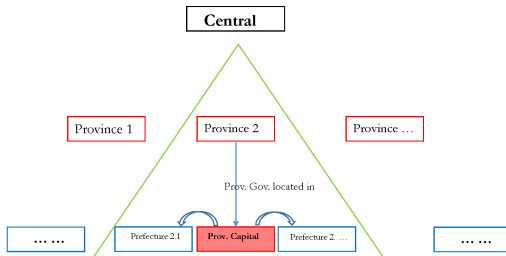 Central
Province 1
Province 2
Province …
Prov. Gov. located in
… …
Prefecture 2.1
Prov. Capital
Prefecture 2. …
… …